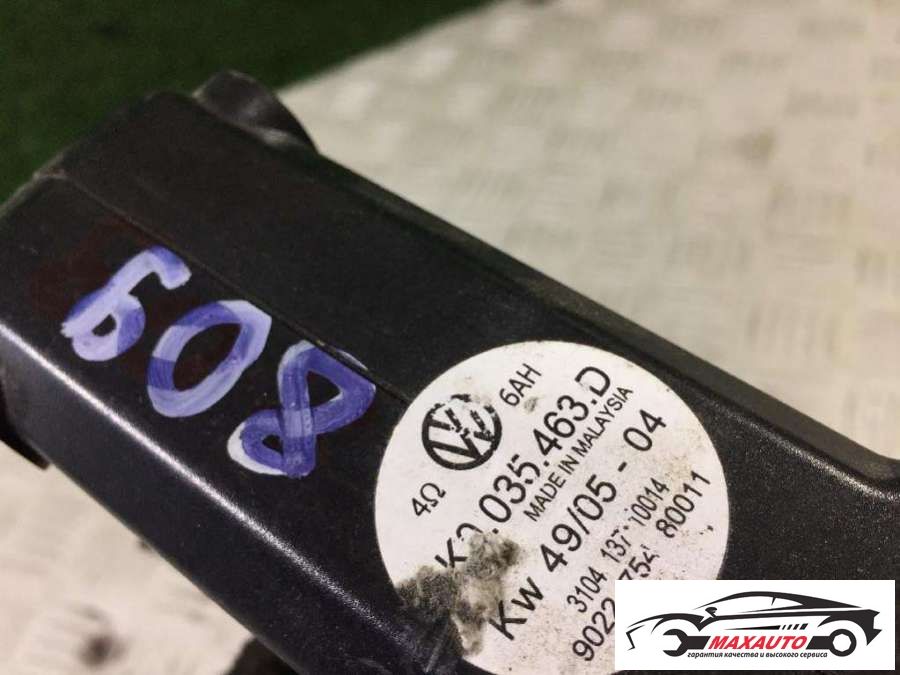 608
6AH
4Ω
.035.463.D
MADE IN MALAYSIA
Kw 49/05 - 04
3104 137 10014
80011
MAXAUTO
гарантия качества и высокого сервиса